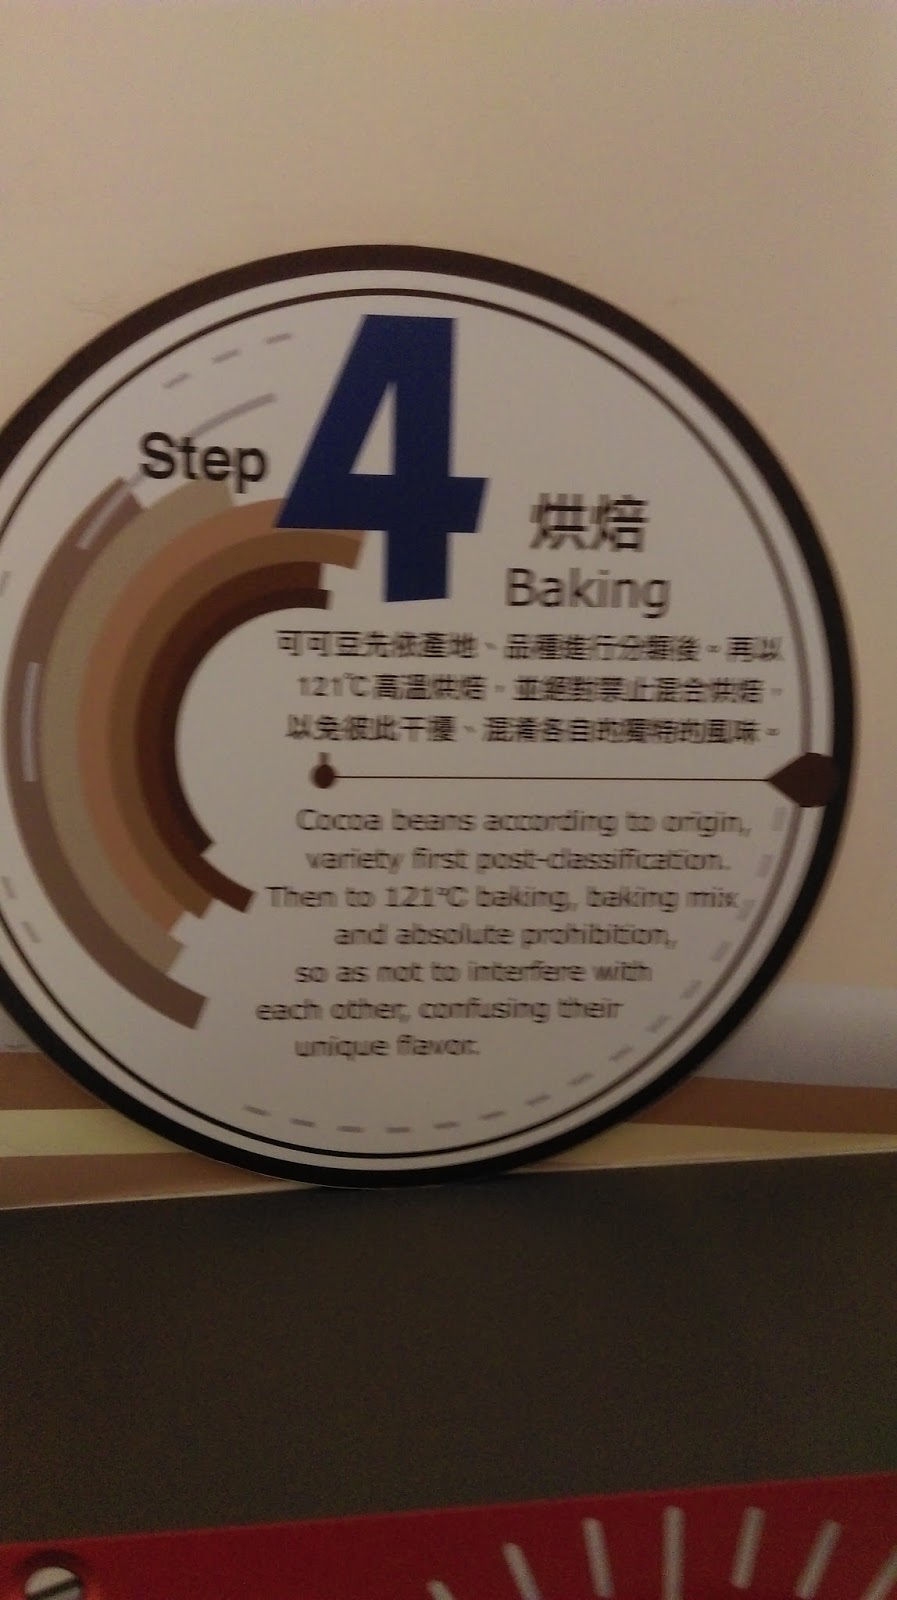 Step 4
烘焙
Baking
可可豆先依產地、品種進行分類後。再以
121℃高溫烘焙,並絕對禁止混合烘焙,
以免彼此干擾、混淆各自的獨特的風味。
Cocoa beans according to origin,
variety first post-classification.
Then to 121°C baking, baking mix
and absolute prohibition,
so as not to interfere with
each other, confusing their
unique flavor.